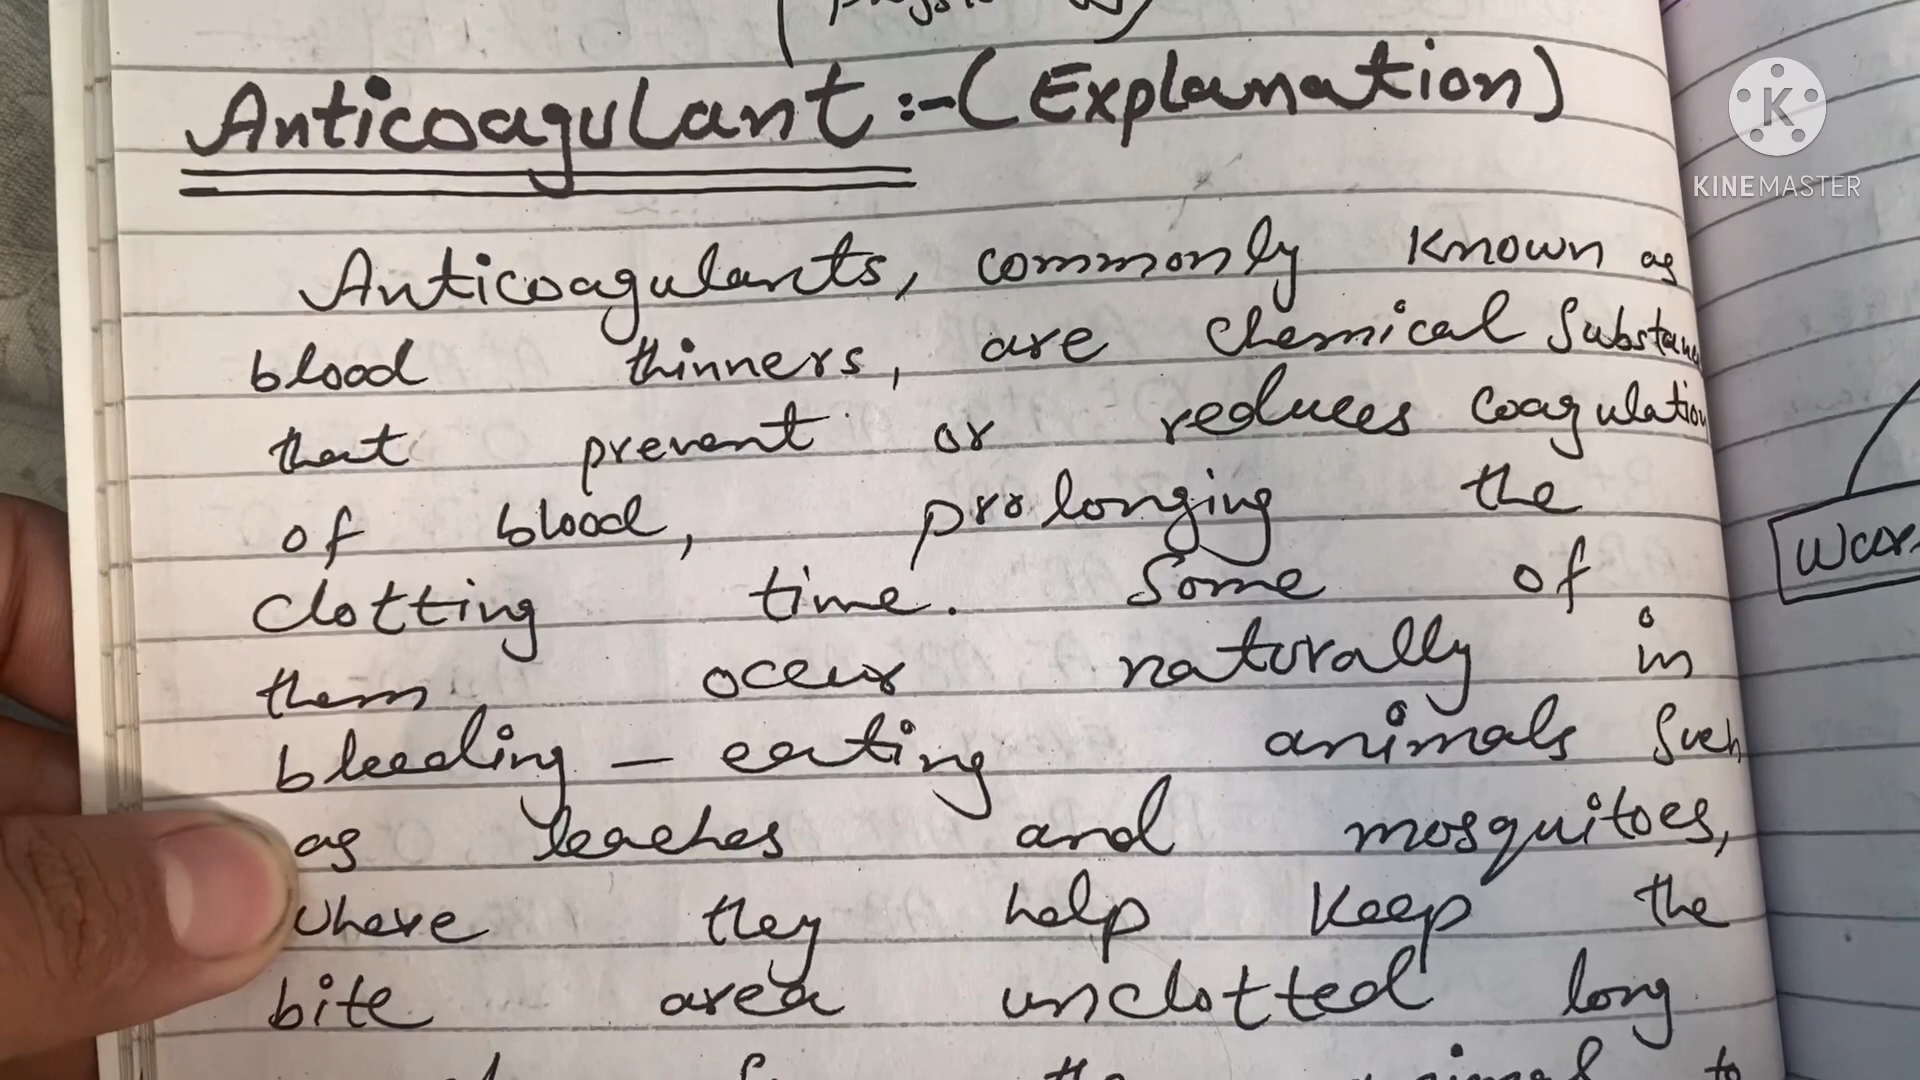 Anticoagulant :- (Explanation)
KINEMASTER
Anticoagulants, commonly known as
blood thinners, are chemical Substance
that prevent or reduces coagulation
of blood, prolonging the
clotting time. Some of
them occur naturally in
bleeding - eating animals Such
as leaches and mosquitoes,
where they help keep the
bite area unclotted long